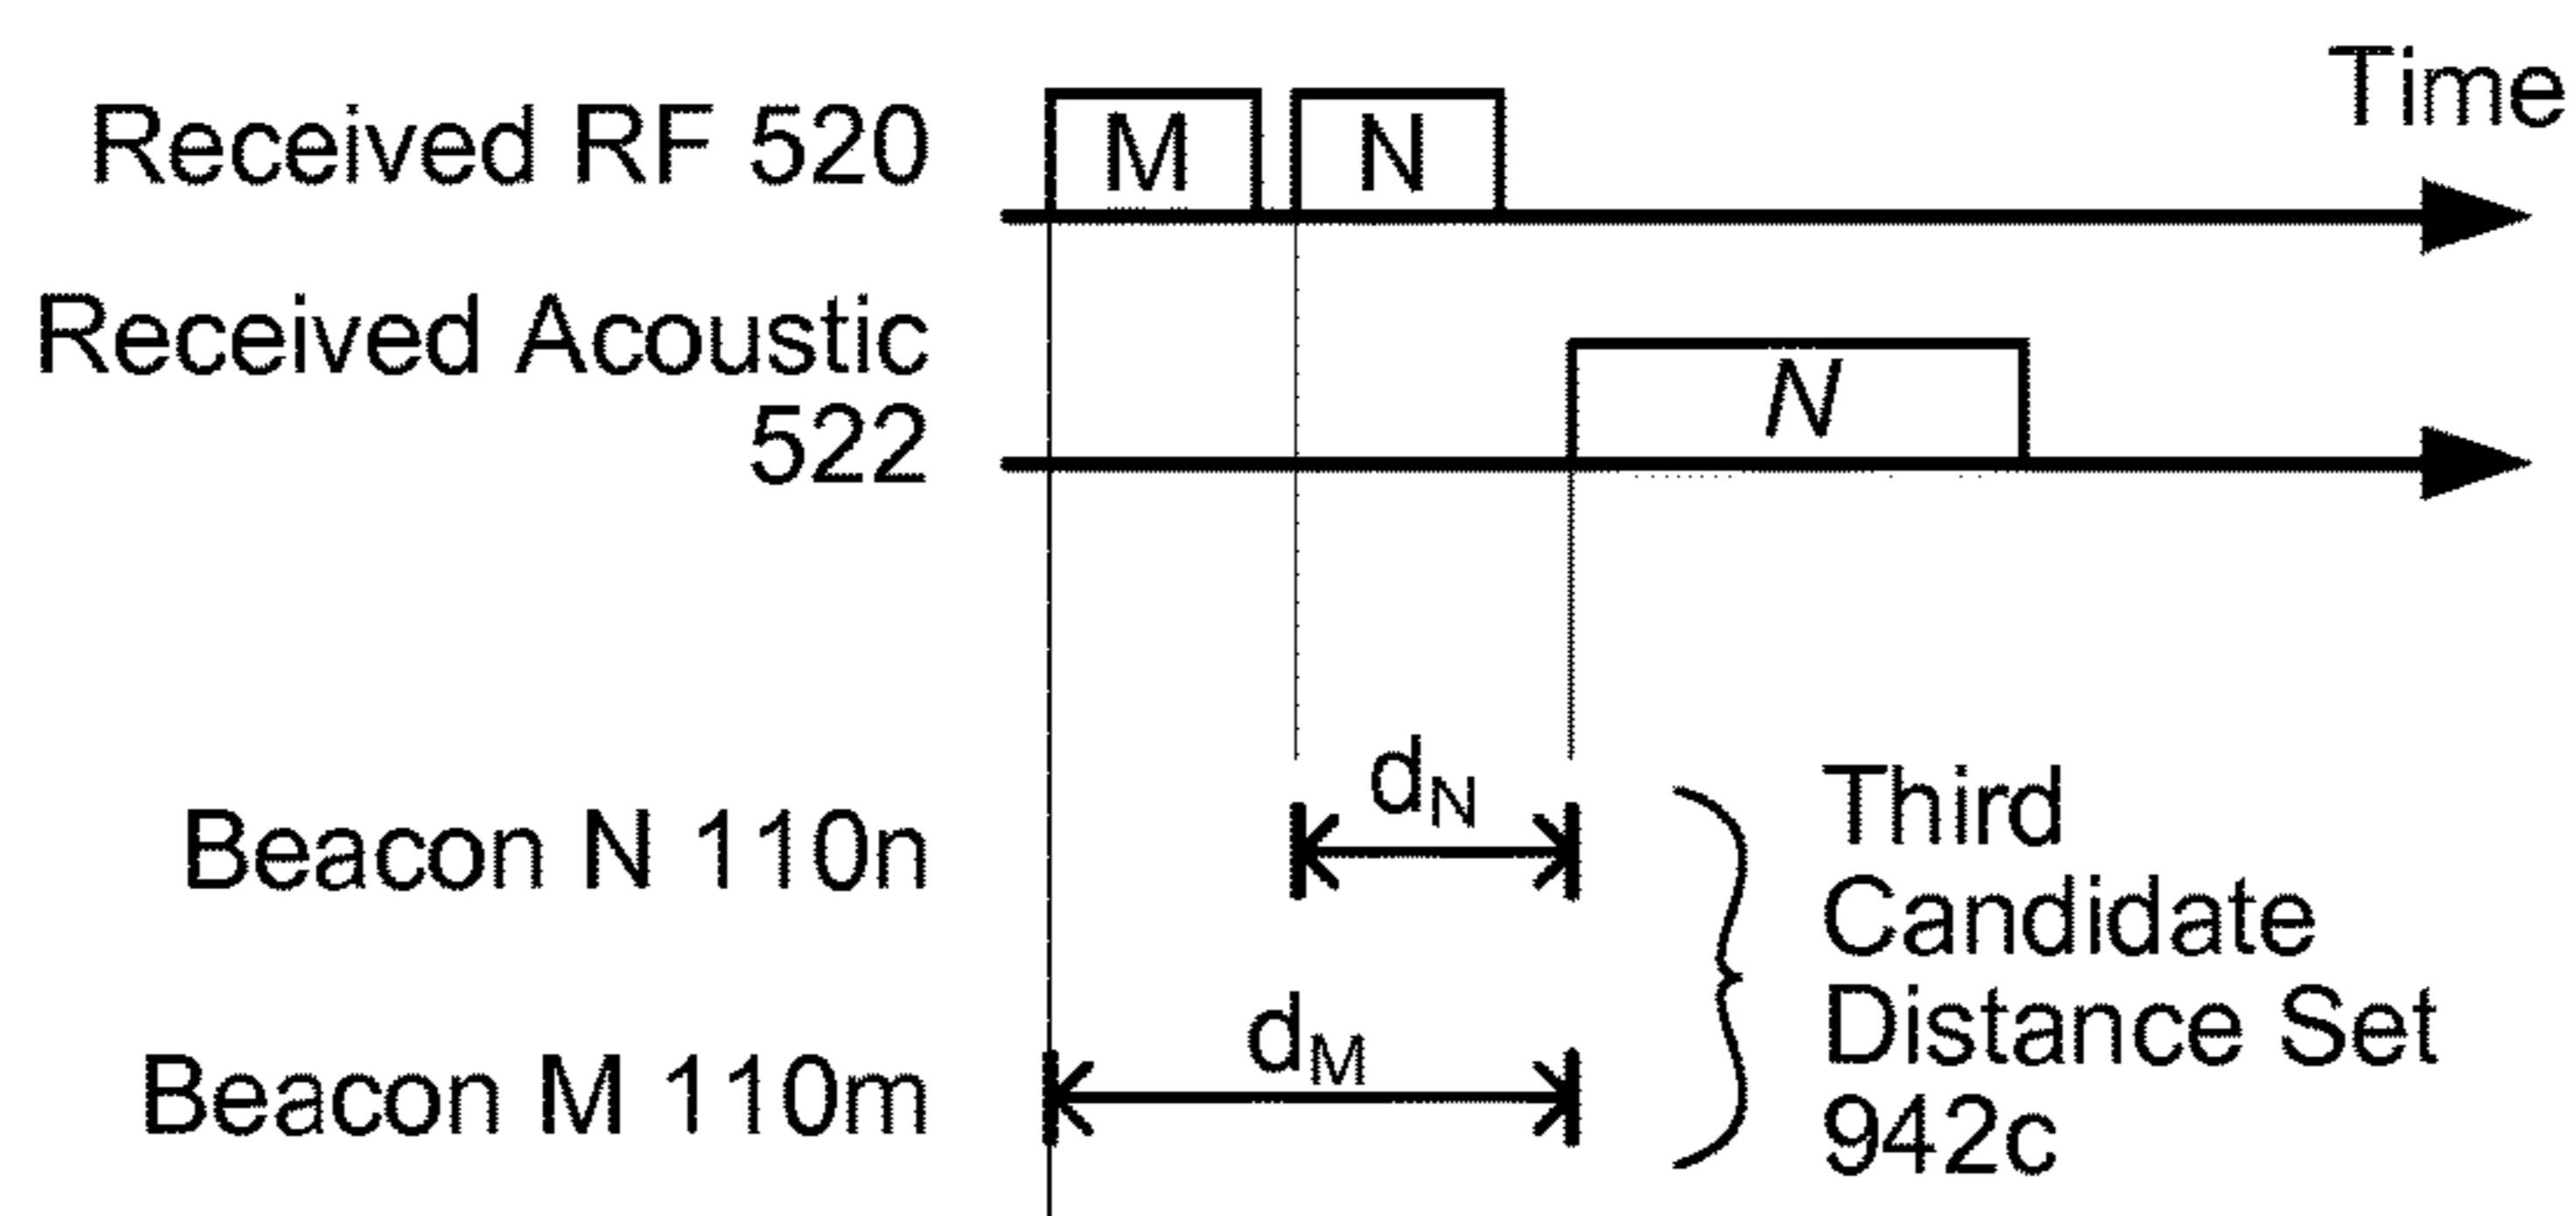 Time
Received RF 520
M
N
Received Acoustic
522
N
Beacon N 110n
dN
Beacon M 110m
dM
Third
Candidate
Distance Set
942c